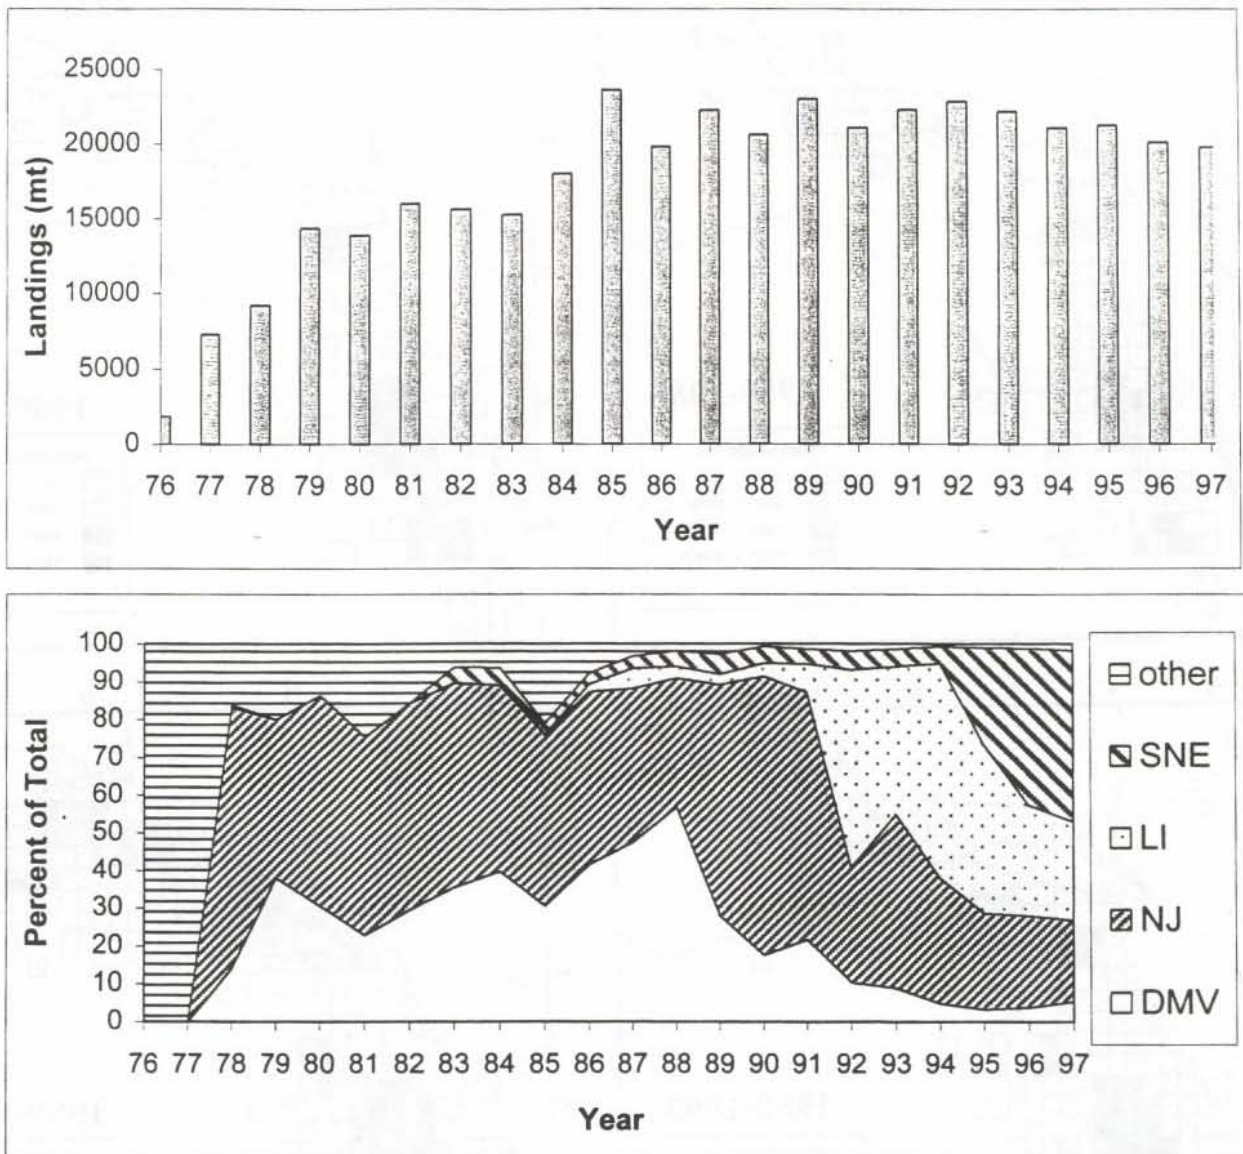 25000
20000
15000
10000
5000
0
Landings (mt)
76 77 78 79 80 81 82 83 84 85 86 87 88 89 90 91 92 93 94 95 96 97
Year
100
90
80
70
60
50
40
30
20
10
0
Percent of Total
76 77 78 79 80 81 82 83 84 85 86 87 88 89 90 91 92 93 94 95 96 97
Year
other
SNE
LI
NJ
DMV